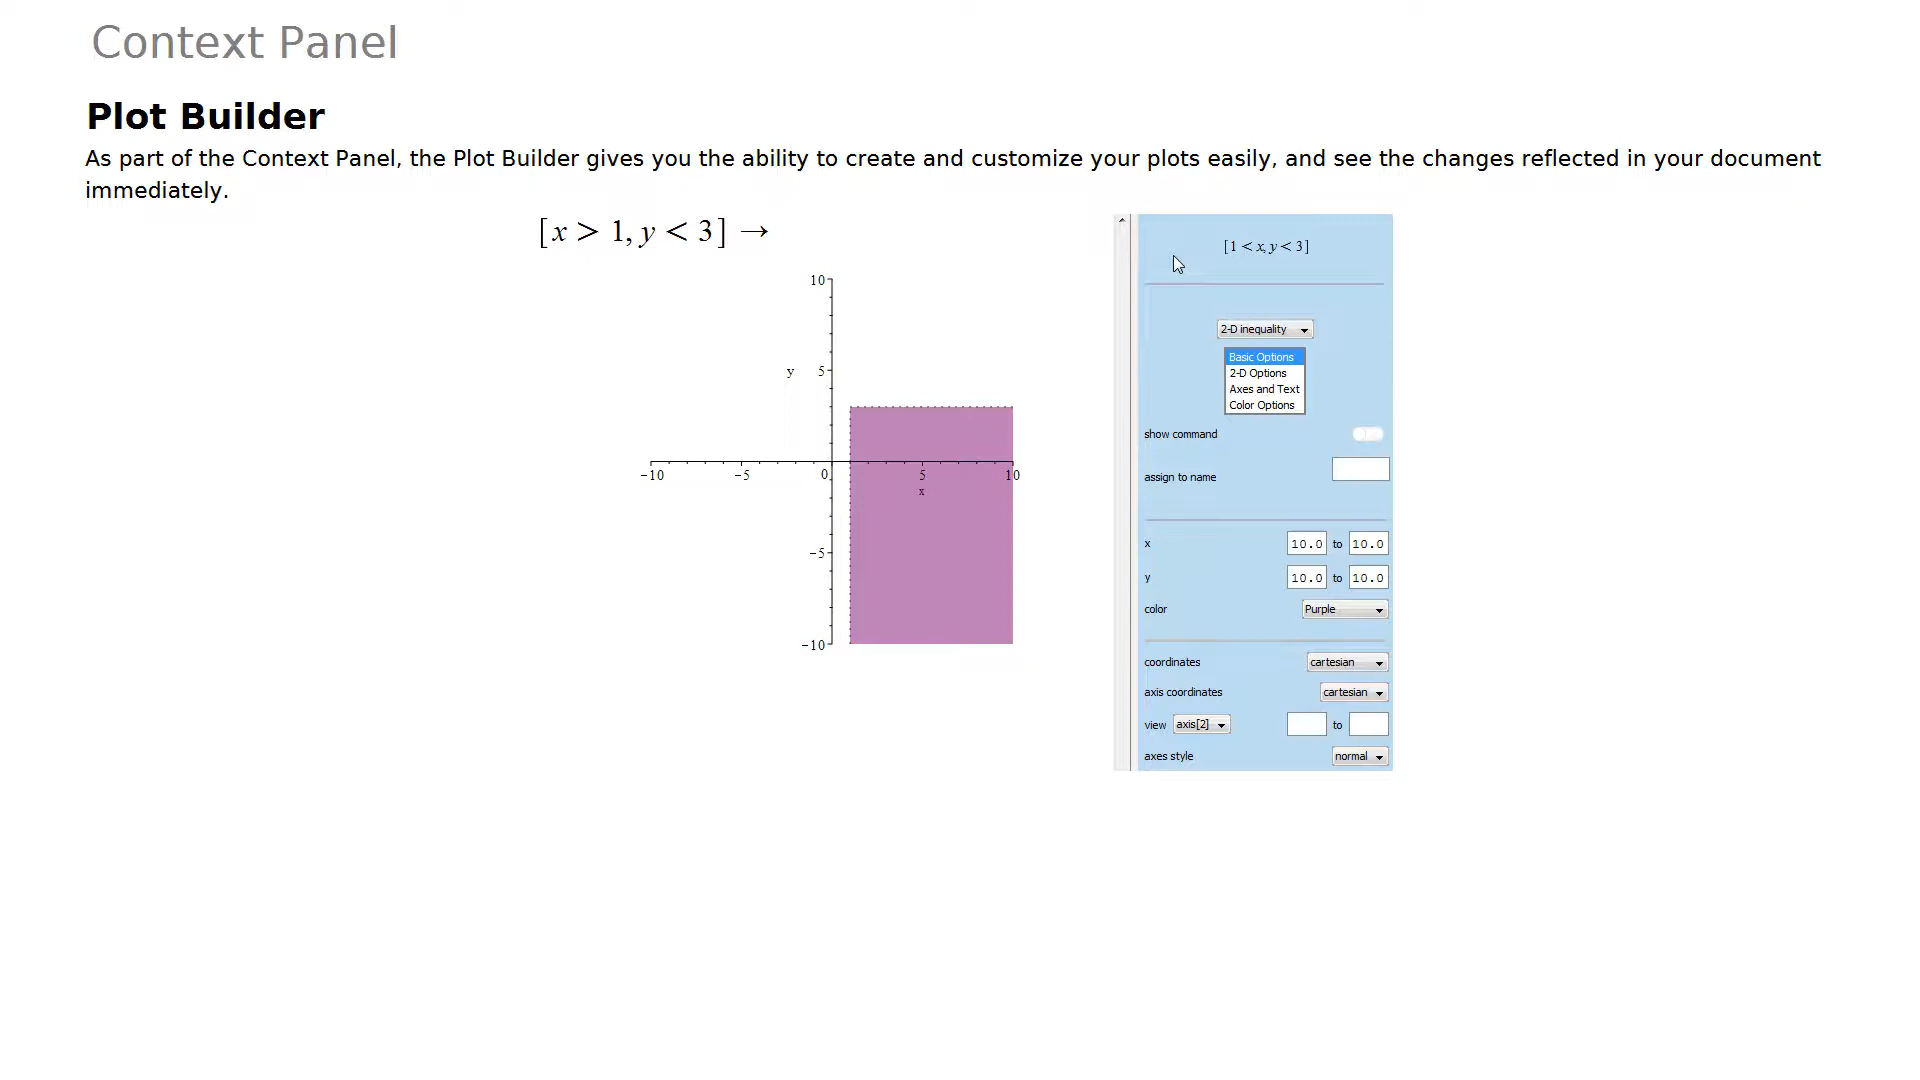 Context Panel
Plot Builder
As part of the Context Panel, the Plot Builder gives you the ability to create and customize your plots easily, and see the changes reflected in your document
immediately.
[x > 1, y < 3] →
10
y 5
-10 -5 0 5 10
x
-5
-10
[1 < x, y < 3]
2-D inequality
Basic Options
2-D Options
Axes and Text
Color Options
show command
assign to name
x 10.0 to 10.0
y 10.0 to 10.0
color Purple
coordinates cartesian
axis coordinates cartesian
view axis[2] to
axes style normal